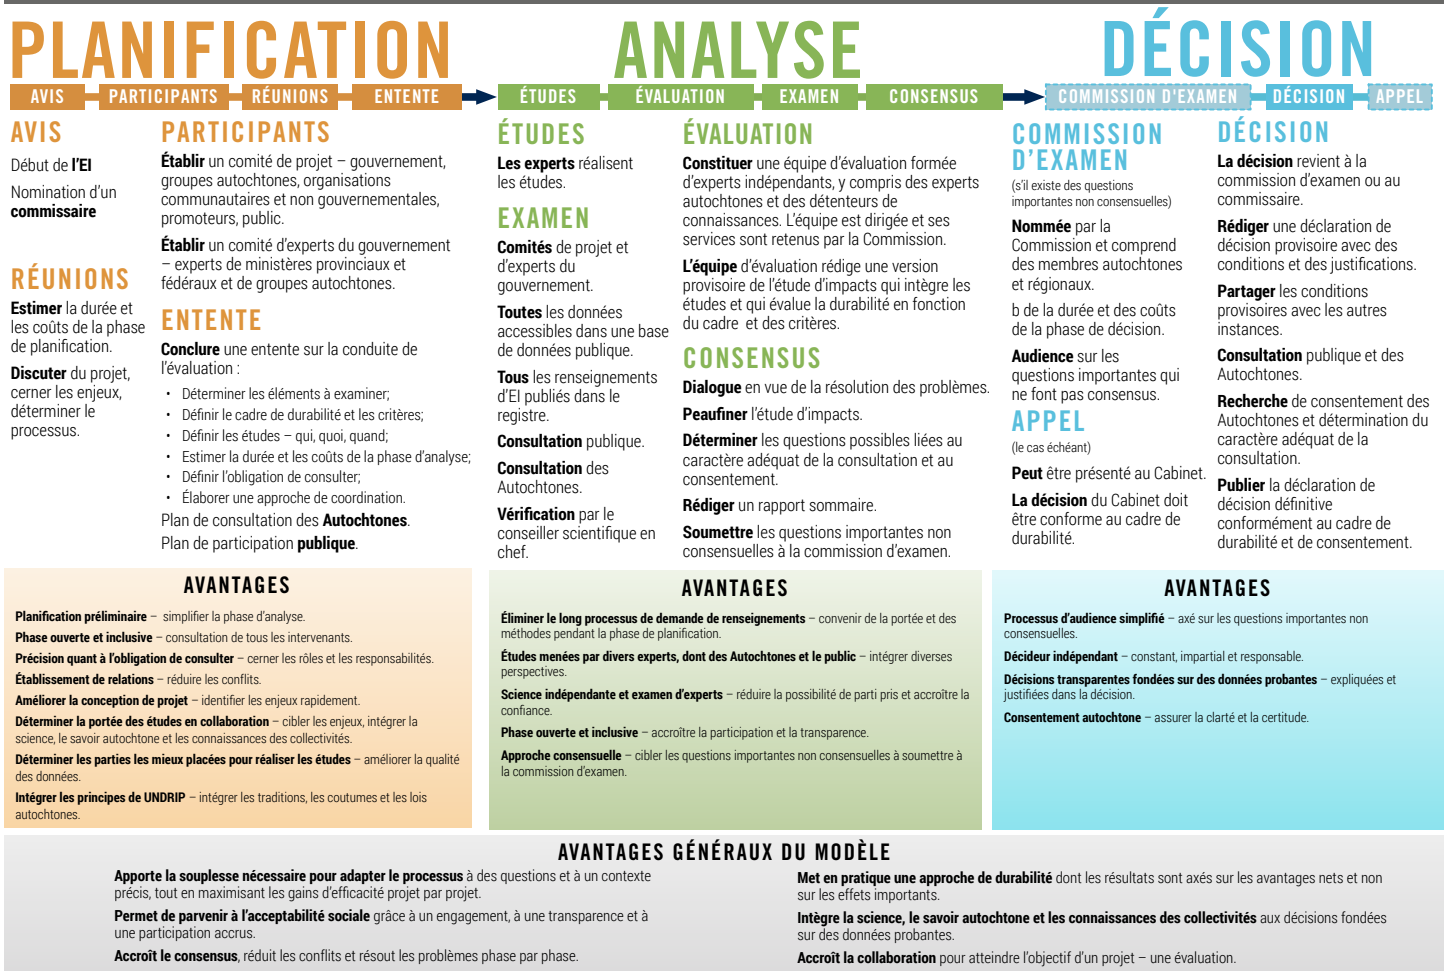 PLANIFICATION
ANALYSE
DÉCISION
AVIS
PARTICIPANTS
RÉUNIONS
ENTENTE
ÉTUDES
ÉVALUATION
EXAMEN
CONSENSUS
COMMISSION D'EXAMEN
DÉCISION
APPEL
AVIS
Début de l'EI
Nomination d'un
commissaire
RÉUNIONS
Estimer la durée et
les coûts de la phase
de planification.
Discuter du projet,
cerner les enjeux,
déterminer le
processus.
PARTICIPANTS
Établir un comité de projet – gouvernement,
groupes autochtones, organisations
communautaires et non gouvernementales,
promoteurs, public.
Établir un comité d'experts du gouvernement
– experts de ministères provinciaux et
fédéraux et de groupes autochtones.
ENTENTE
Conclure une entente sur la conduite de
l'évaluation :
• Déterminer les éléments à examiner;
• Définir le cadre de durabilité et les critères;
• Définir les études – qui, quoi, quand;
• Estimer la durée et les coûts de la phase d'analyse;
• Définir l'obligation de consulter;
• Élaborer une approche de coordination.
Plan de consultation des Autochtones.
Plan de participation publique.
ÉTUDES
Les experts réalisent
les études.
EXAMEN
Comités de projet et
d'experts du
gouvernement.
Toutes les données
accessibles dans une base
de données publique.
Tous les renseignements
d'EI publiés dans le
registre.
Consultation publique.
Consultation des
Autochtones.
Vérification par le
conseiller scientifique en
chef.
ÉVALUATION
Constituer une équipe d'évaluation formée
d'experts indépendants, y compris des experts
autochtones et des détenteurs de
connaissances. L'équipe est dirigée et ses
services sont retenus par la Commission.
L'équipe d'évaluation rédige une version
provisoire de l'étude d'impacts qui intègre les
études et qui évalue la durabilité en fonction
du cadre et des critères.
CONSENSUS
Dialogue en vue de la résolution des problèmes.
Peaufiner l'étude d'impacts.
Déterminer les questions possibles liées au
caractère adéquat de la consultation et au
consentement.
Rédiger un rapport sommaire.
Soumettre les questions importantes non
consensuelles à la commission d'examen.
COMMISSION
D'EXAMEN
(s'il existe des questions
importantes non consensuelles)
Nommée par la
Commission et comprend
des membres autochtones
et régionaux.
b de la durée et des coûts
de la phase de décision.
Audience sur les
questions importantes qui
ne font pas consensus.
APPEL
(le cas échéant)
Peut être présenté au Cabinet.
La décision du Cabinet doit
être conforme au cadre de
durabilité.
DÉCISION
La décision revient à la
commission d'examen ou au
commissaire.
Rédiger une déclaration de
décision provisoire avec des
conditions et des justifications.
Partager les conditions
provisoires avec les autres
instances.
Consultation publique et des
Autochtones.
Recherche de consentement des
Autochtones et détermination du
caractère adéquat de la
consultation.
Publier la déclaration de
décision définitive
conformément au cadre de
durabilité et de consentement.
AVANTAGES
Planification préliminaire – simplifier la phase d'analyse.
Phase ouverte et inclusive – consultation de tous les intervenants.
Précision quant à l'obligation de consulter – cerner les rôles et les responsabilités.
Établissement de relations – réduire les conflits.
Améliorer la conception de projet – identifier les enjeux rapidement.
Déterminer la portée des études en collaboration – cibler les enjeux, intégrer la
science, le savoir autochtone et les connaissances des collectivités.
Déterminer les parties les mieux placées pour réaliser les études – améliorer la qualité
des données.
Intégrer les principes de UNDRIP – intégrer les traditions, les coutumes et les lois
autochtones.
AVANTAGES
Éliminer le long processus de demande de renseignements – convenir de la portée et des
méthodes pendant la phase de planification.
Études menées par divers experts, dont des Autochtones et le public – intégrer diverses
perspectives.
Science indépendante et examen d'experts – réduire la possibilité de parti pris et accroître la
confiance.
Phase ouverte et inclusive – accroître la participation et la transparence.
Approche consensuelle – cibler les questions importantes non consensuelles à soumettre à
la commission d'examen.
AVANTAGES
Processus d'audience simplifié – axé sur les questions importantes non
consensuelles.
Décideur indépendant – constant, impartial et responsable.
Décisions transparentes fondées sur des données probantes – expliquées et
justifiées dans la décision.
Consentement autochtone – assurer la clarté et la certitude.
AVANTAGES GÉNÉRAUX DU MODÈLE
Apporte la souplesse nécessaire pour adapter le processus à des questions et à un contexte
précis, tout en maximisant les gains d'efficacité projet par projet.
Permet de parvenir à l'acceptabilité sociale grâce à un engagement, à une transparence et à
une participation accrus.
Accroît le consensus, réduit les conflits et résout les problèmes phase par phase.
Met en pratique une approche de durabilité dont les résultats sont axés sur les avantages nets et non
sur les effets importants.
Intègre la science, le savoir autochtone et les connaissances des collectivités aux décisions fondées
sur des données probantes.
Accroît la collaboration pour atteindre l'objectif d'un projet – une évaluation.